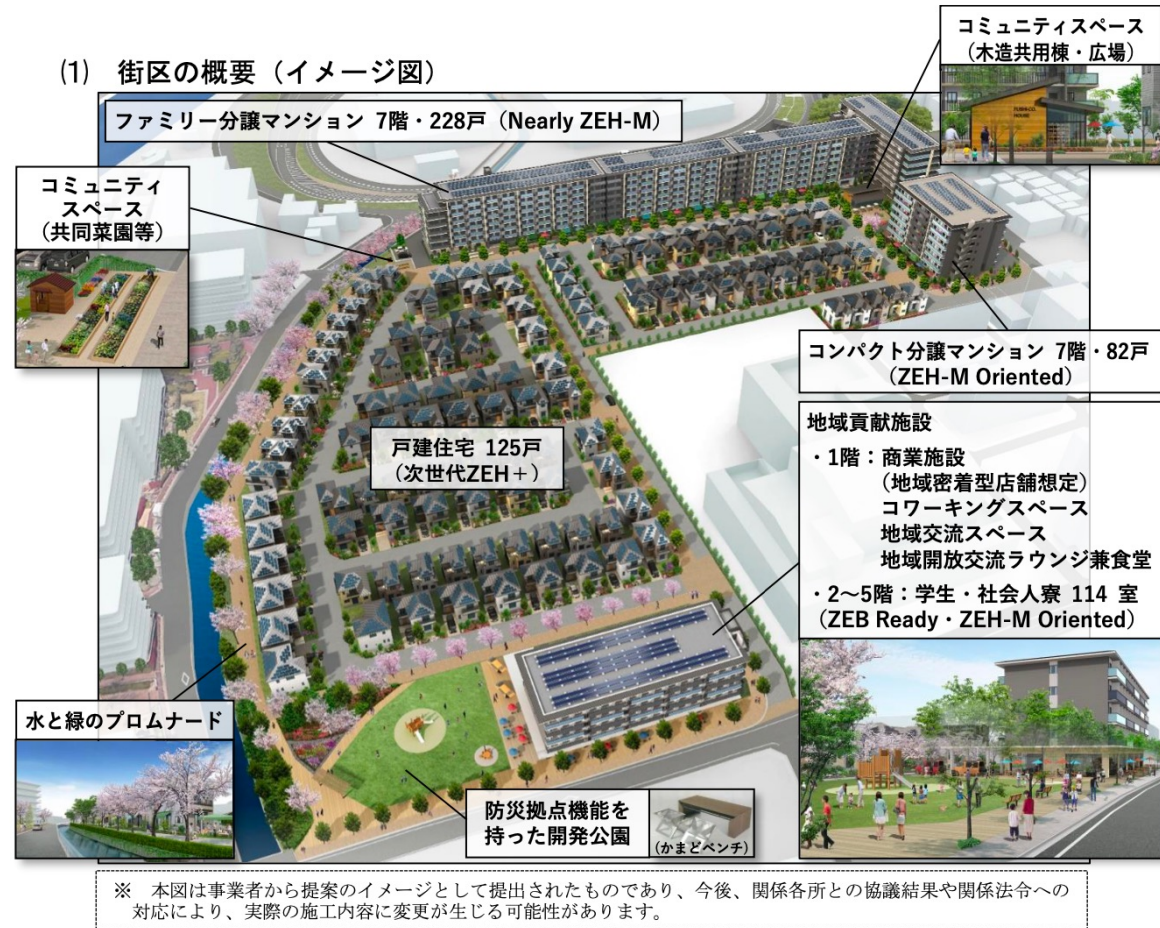 ⑴ 街区の概要（イメージ図）
コミュニティスペース
（木造共用棟・広場）
ファミリー分譲マンション 7階・228戸（Nearly ZEH-M）
コミュニティ
スペース
（共同菜園等）
コンパクト分譲マンション 7階・82戸
（ZEH-M Oriented）
戸建住宅 125戸
（次世代ZEH＋）
地域貢献施設
・1階：商業施設
（地域密着型店舗想定）
コワーキングスペース
地域交流スペース
地域開放交流ラウンジ兼食堂
・2～5階：学生・社会人寮 114 室
（ZEB Ready・ZEH-M Oriented）
水と緑のプロムナード
防災拠点機能を
持った開発公園
（かまどベンチ）
※ 本図は事業者から提案のイメージとして提出されたものであり、今後、関係各所との協議結果や関係法令への
対応により、実際の施工内容に変更が生じる可能性があります。